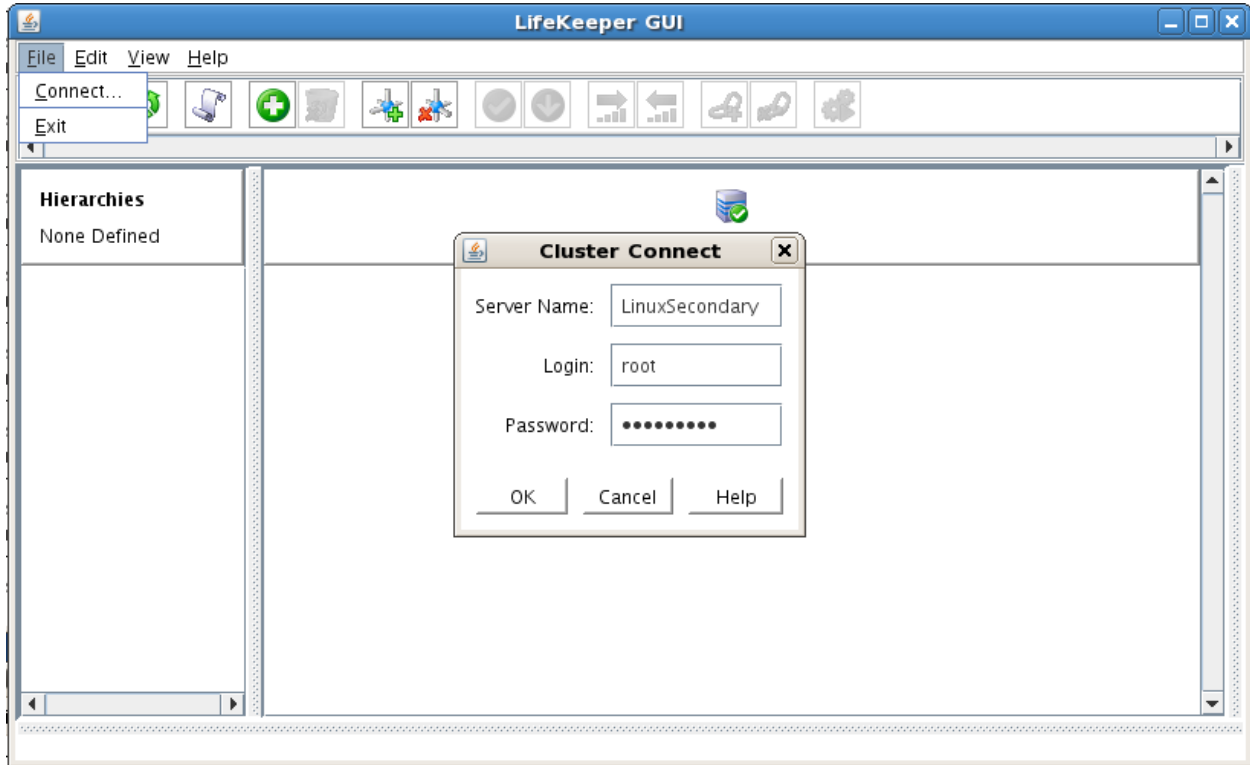 LifeKeeper GUI
File Edit View Help
Connect...
Exit
Hierarchies
None Defined
Cluster Connect
Server Name: LinuxSecondary
Login: root
Password: •••••••••
OK Cancel Help